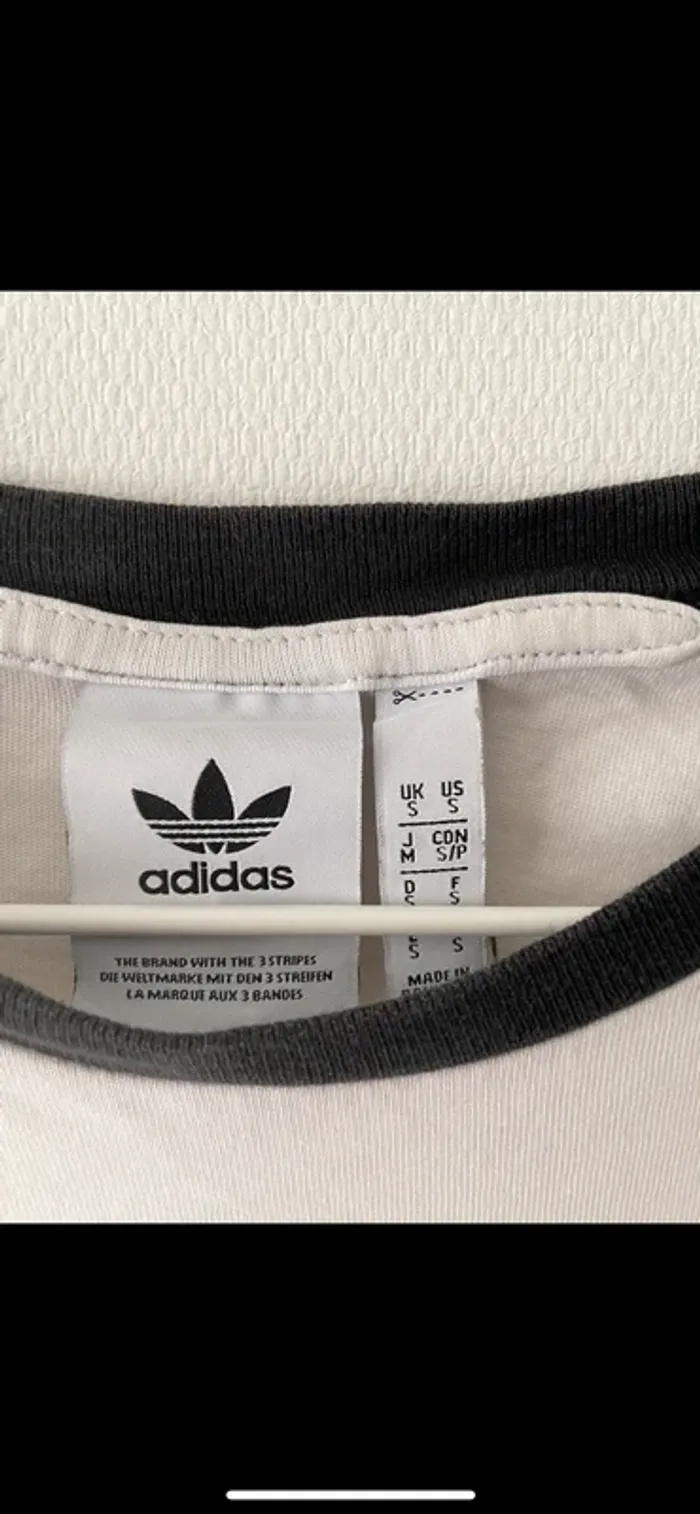 adidas
THE BRAND WITH THE 3 STRIPES
DIE WELTMARKE MIT DEN 3 STREIFEN
LA MARQUE AUX 3 BANDES
UK US
S S
J CDN
M S/P
D F
S S
S S
MADE IN